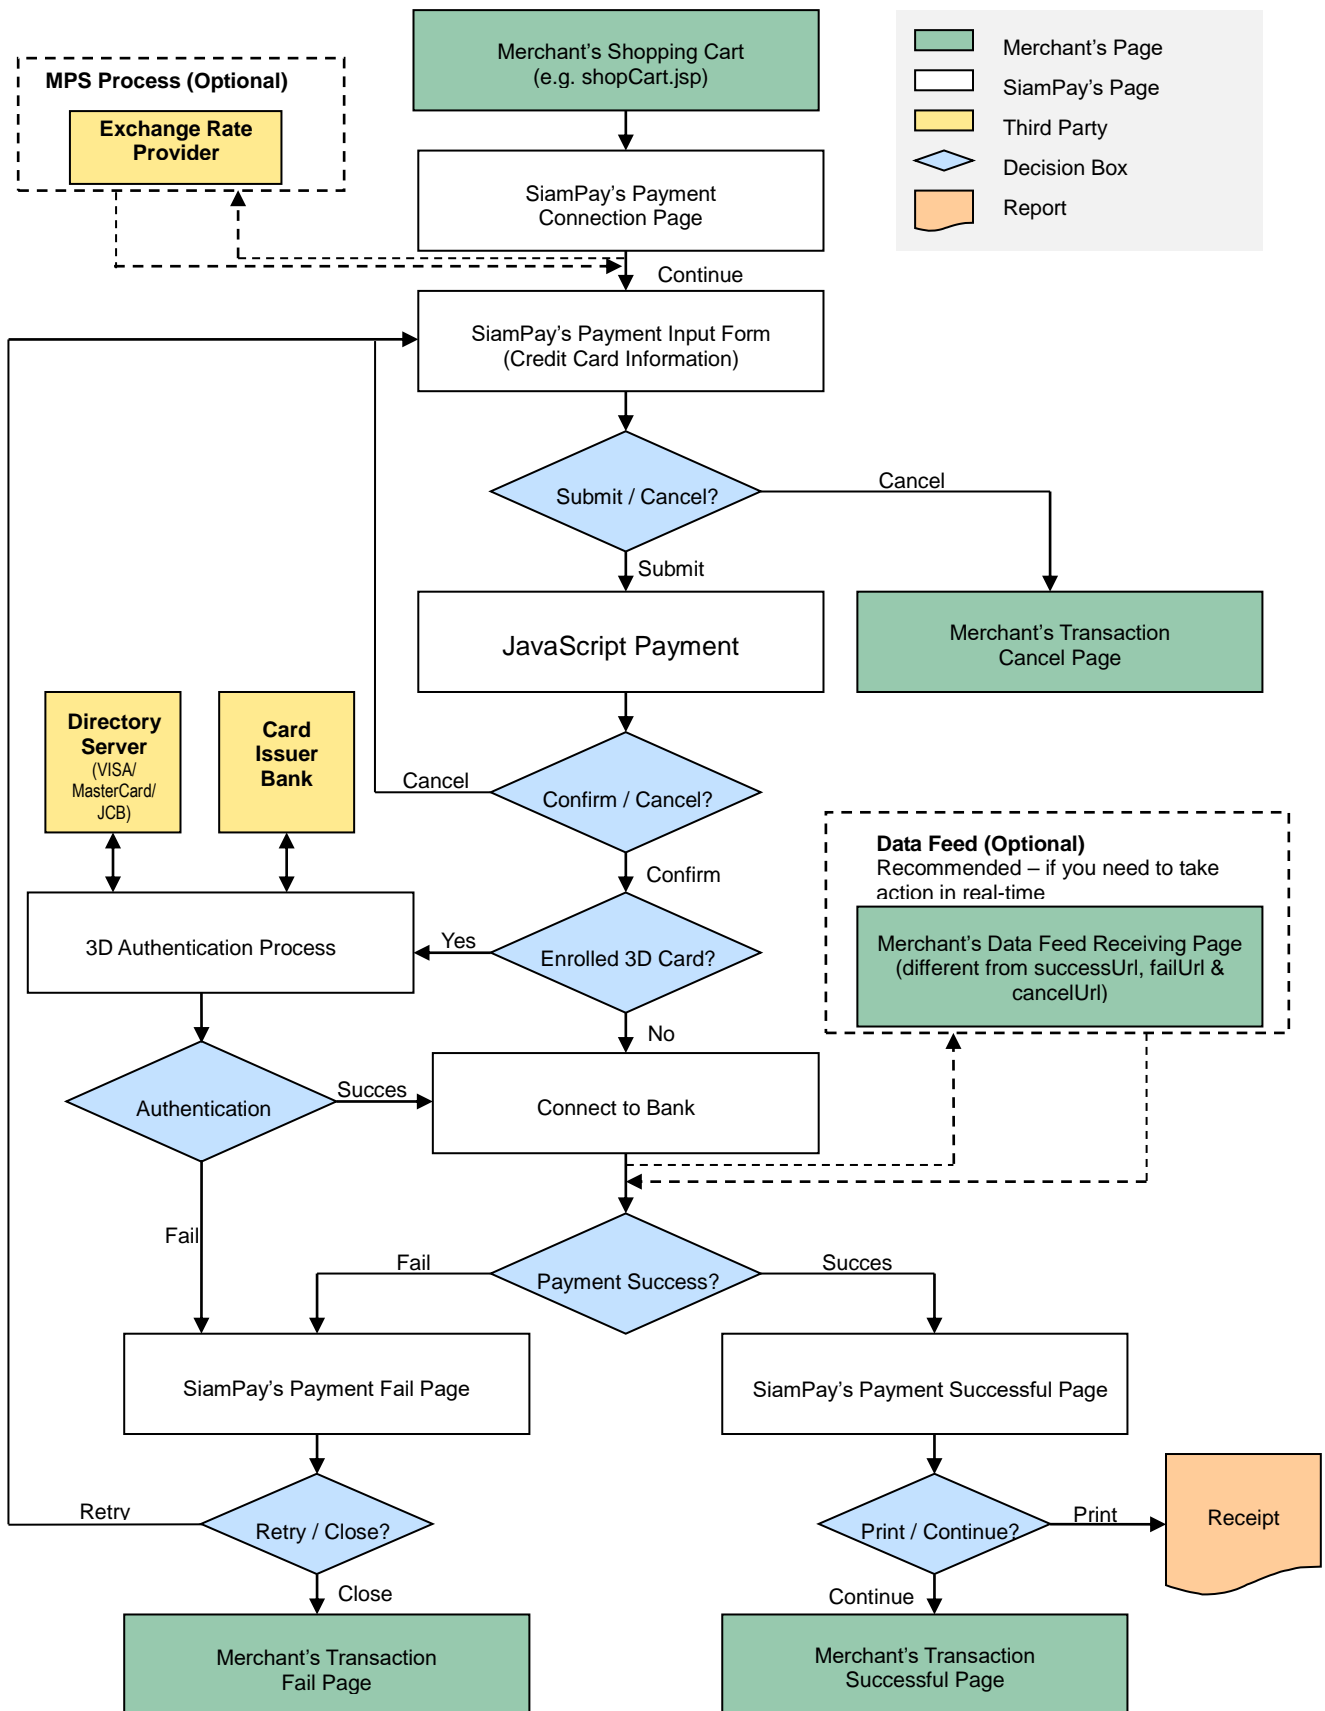 Merchant's Shopping Cart
(e.g. shopCart.jsp)
Merchant's Page
SiamPay's Page
Third Party
Decision Box
Report
MPS Process (Optional)
Exchange Rate
Provider
SiamPay's Payment
Connection Page
Continue
SiamPay's Payment Input Form
(Credit Card Information)
Submit / Cancel?
Cancel
Submit
JavaScript Payment
Merchant's Transaction
Cancel Page
Directory
Server
(VISA/
MasterCard/
JCB)
Card
Issuer
Bank
Cancel
Confirm / Cancel?
Confirm
Data Feed (Optional)
Recommended – if you need to take
action in real-time
Merchant's Data Feed Receiving Page
(different from successUrl, failUrl &
cancelUrl)
3D Authentication Process
Yes
Enrolled 3D Card?
No
Authentication
Succes
Connect to Bank
Fail
Fail
Payment Success?
Succes
SiamPay's Payment Fail Page
SiamPay's Payment Successful Page
Retry
Retry / Close?
Close
Print / Continue?
Print
Receipt
Continue
Merchant's Transaction
Fail Page
Merchant's Transaction
Successful Page